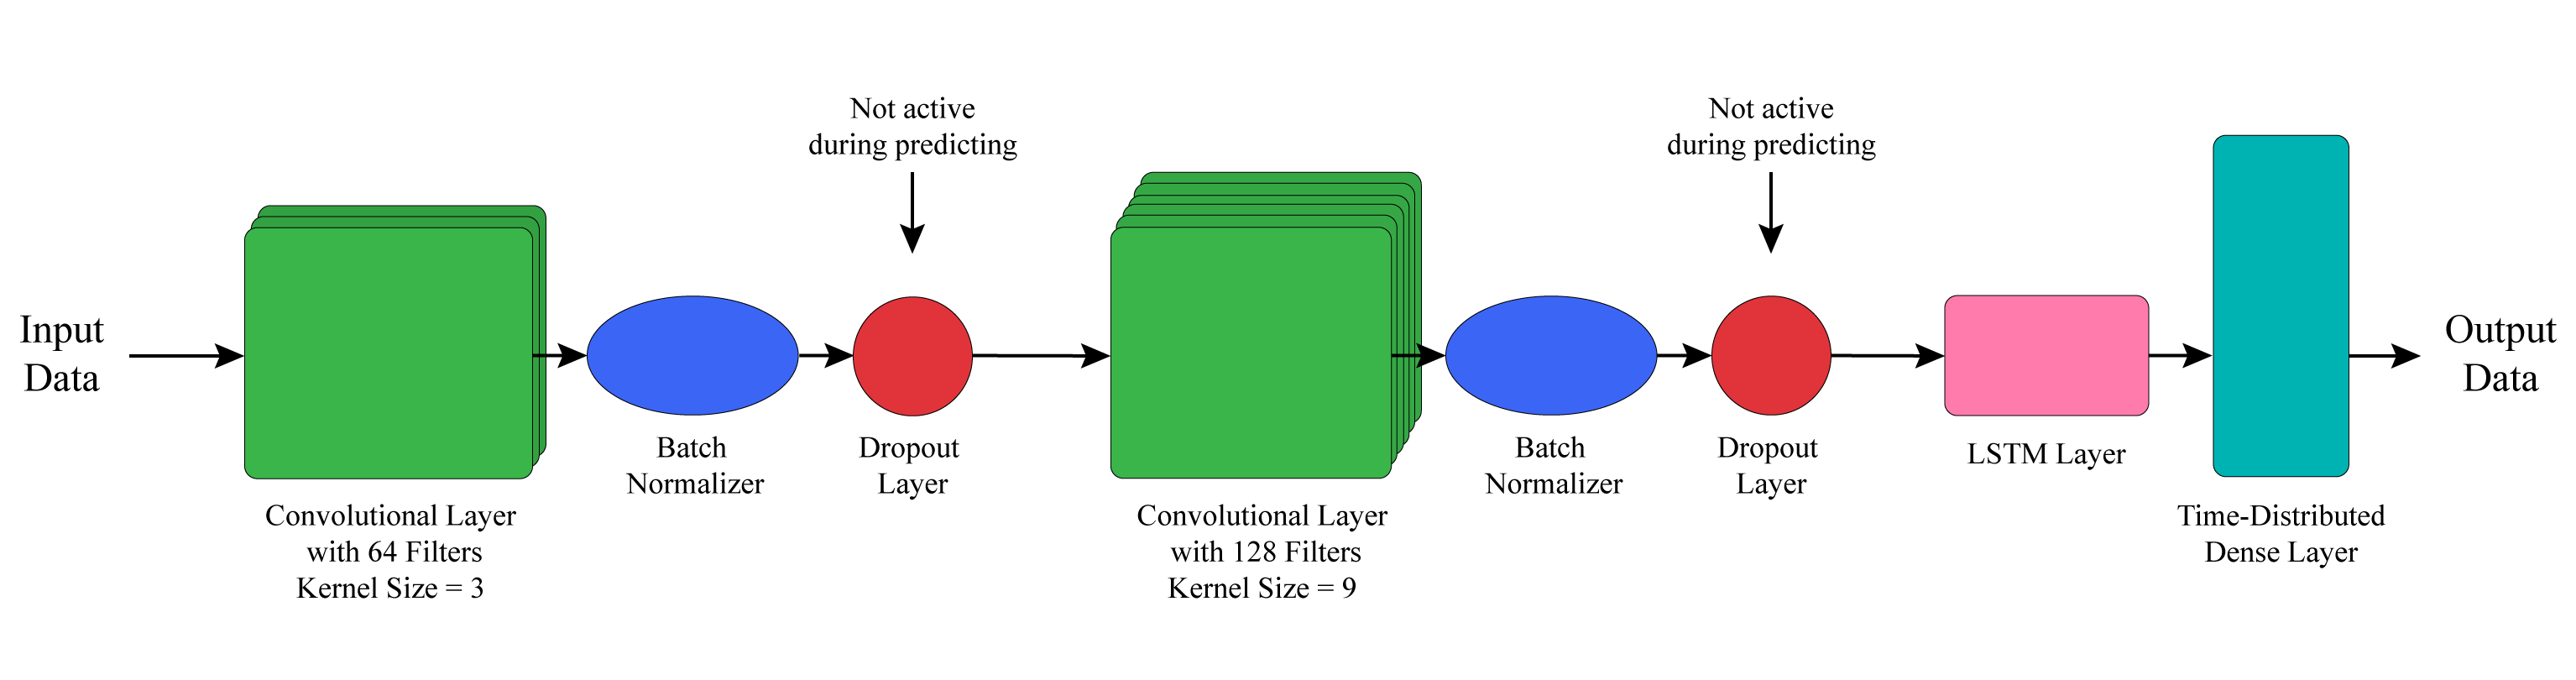 Input
Data
Convolutional Layer
with 64 Filters
Kernel Size = 3
Batch
Normalizer
Not active
during predicting
Dropout
Layer
Convolutional Layer
with 128 Filters
Kernel Size = 9
Batch
Normalizer
Not active
during predicting
Dropout
Layer
LSTM Layer
Time-Distributed
Dense Layer
Output
Data